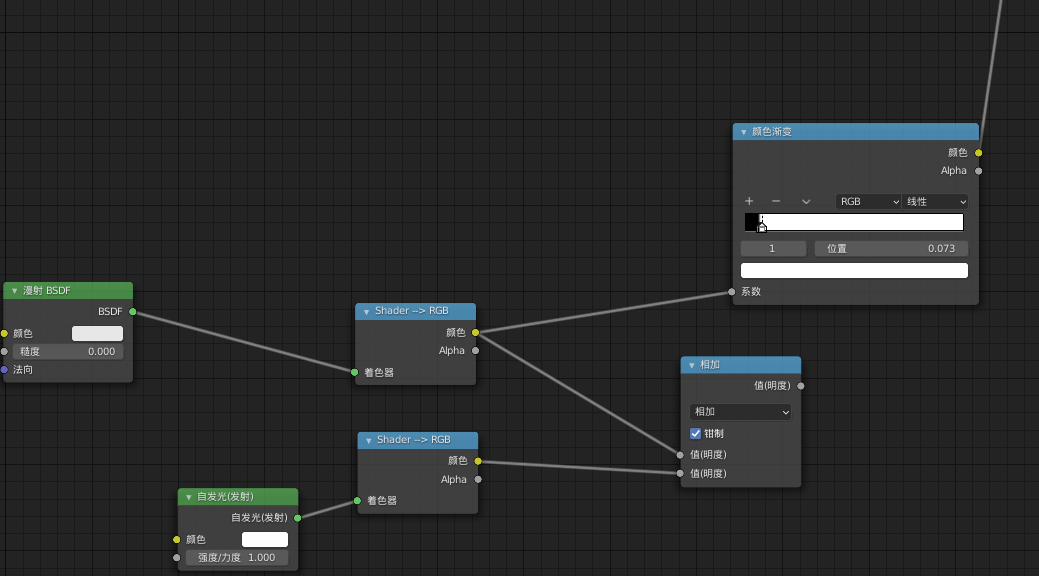 颜色渐变
颜色
Alpha
RGB 线性
1 位置 0.073
系数
漫射 BSDF
BSDF
颜色
糙度 0.000
法向
Shader --> RGB
颜色
Alpha
着色器
相加
值(明度)
相加
钳制
值(明度)
值(明度)
Shader --> RGB
颜色
Alpha
着色器
自发光(发射)
自发光(发射)
颜色
强度/力度 1.000